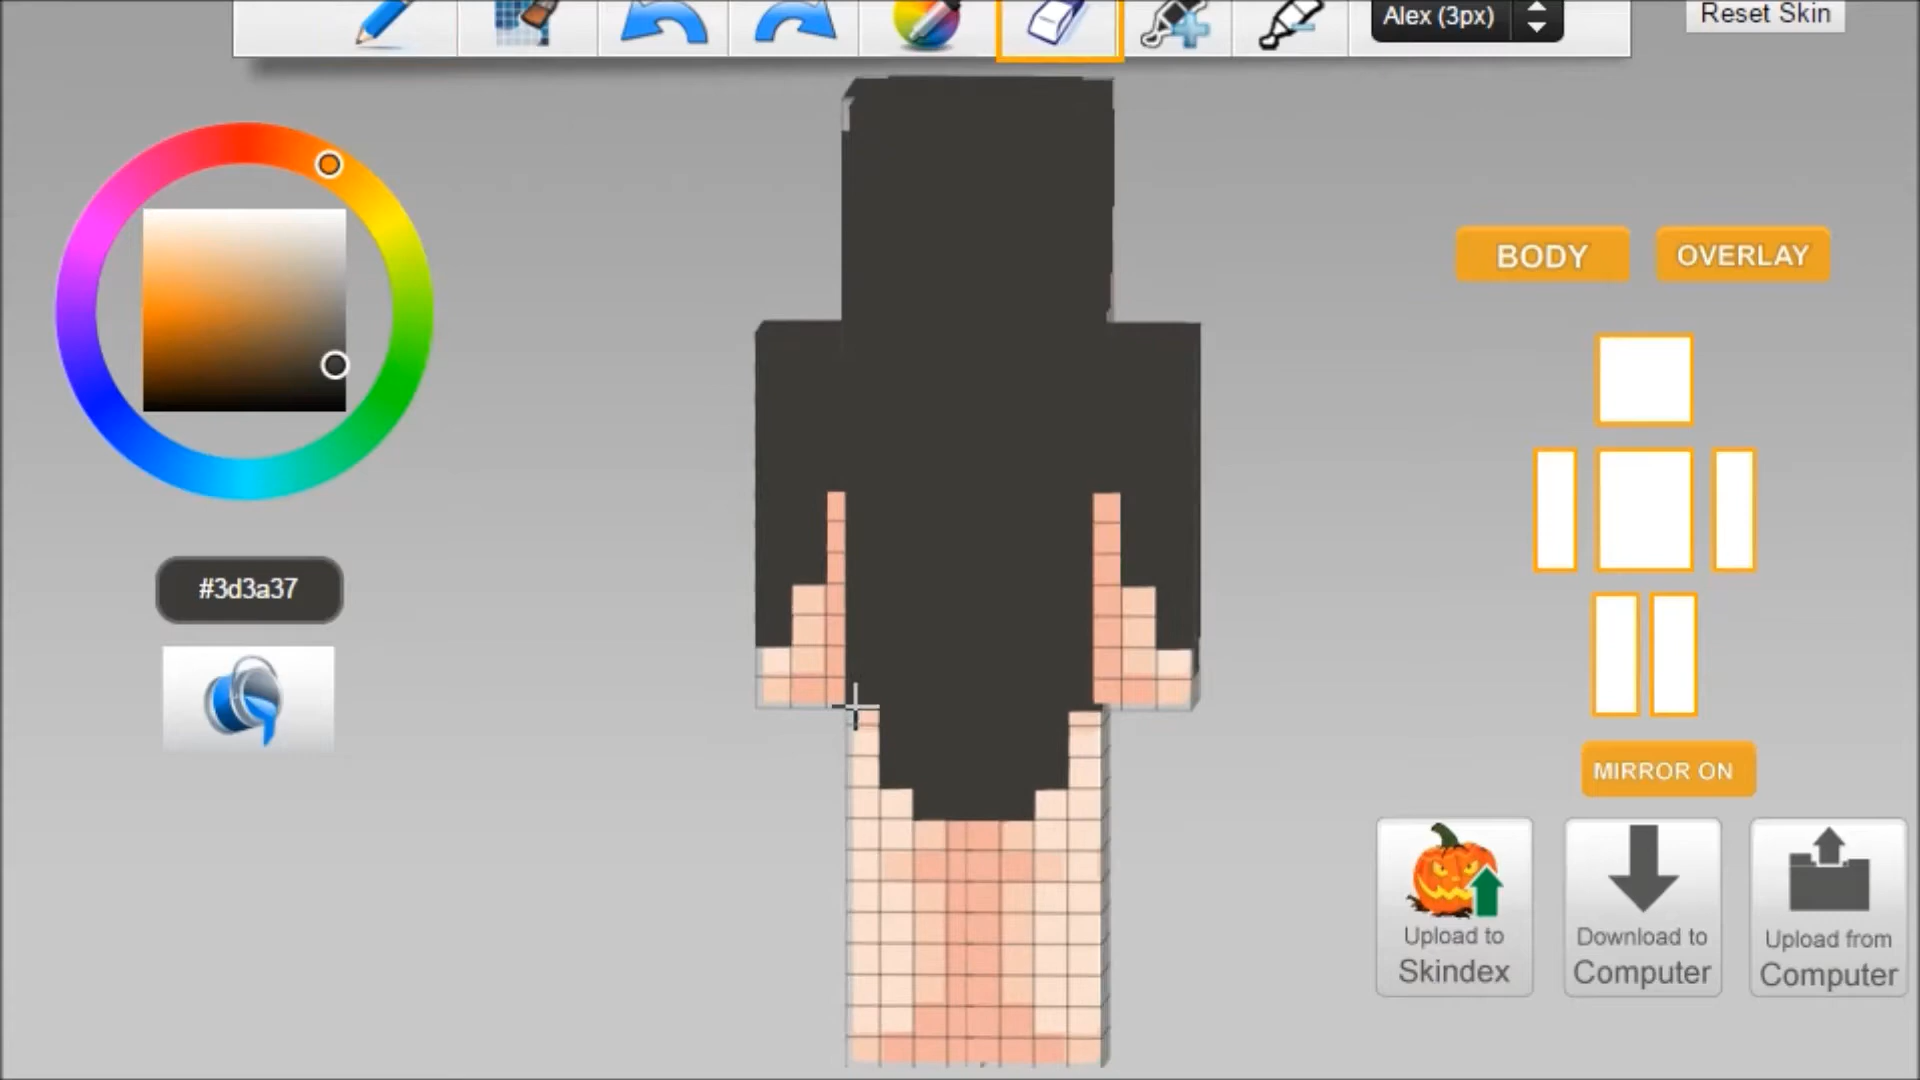 Alex (3px)
Reset Skin
BODY
OVERLAY
#3d3a37
MIRROR ON
Upload to
Skindex
Download to
Computer
Upload from
Computer